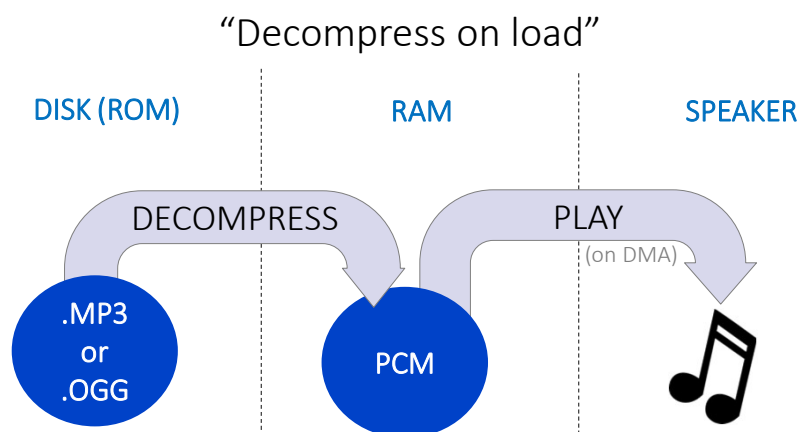 “Decompress on load”
DISK (ROM)
RAM
SPEAKER
DECOMPRESS
PLAY
(on DMA)
.MP3
or
.OGG
PCM